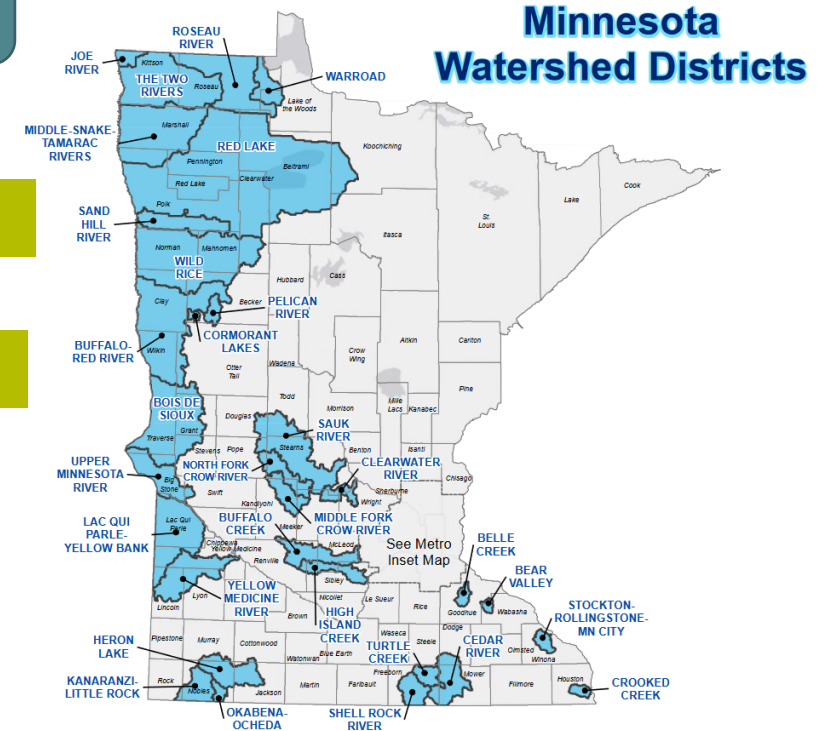 Minnesota
Watershed Districts
ROSEAU
RIVER
JOE
RIVER
Kittson
THE TWO
RIVERS
Roseau
WARROAD
Lake of
the Woods
MIDDLE-SNAKE-
TAMARAC
RIVERS
Marshall
RED LAKE
Koochiching
Pennington
Beltrami
Clearwater
Red Lake
Cook
Lake
St.
Louis
Polk
SAND
HILL
RIVER
Itasca
Norman
Mahnomen
WILD
RICE
Cass
Hubbard
Clay
Becker
PELICAN
RIVER
CORMORANT
LAKES
BUFFALO-
RED RIVER
Wilkin
Aitkin
Carlton
Crow
Wing
Otter
Tail
Wadena
Pine
BOIS DE
SIOUX
Todd
Morrison
Mille
Lacs
Kanabec
Douglas
Grant
Traverse
SAUK
RIVER
Stearns
Stevens
Pope
Benton
Isanti
UPPER
MINNESOTA
RIVER
NORTH FORK
CROW RIVER
CLEARWATER
RIVER
Chisago
Big
Stone
Swift
Sherburne
Kandiyohi
Wright
LAC QUI
PARLE-
YELLOW BANK
Lac Qui
Parle
BUFFALO
CREEK
MIDDLE FORK
CROW RIVER
Meeker
Chippewa
Yellow Medicine
McLeod
See Metro
Inset Map
BELLE
CREEK
Renville
BEAR
VALLEY
Sibley
YELLOW
MEDICINE
RIVER
Lyon
Lincoln
Nicollet
Le Sueur
Rice
Goodhue
Wabasha
STOCKTON-
ROLLINGSTONE-
MN CITY
Brown
HIGH
ISLAND
CREEK
Dodge
HERON
LAKE
Pipestone
Murray
Cottonwood
Watonwan
Blue Earth
Waseca
Steele
TURTLE
CREEK
CEDAR
RIVER
Olmsted
Winona
KANARANZI-
LITTLE ROCK
Rock
Nobles
Jackson
Martin
Faribault
Freeborn
Mower
Fillmore
Houston
CROOKED
CREEK
OKABENA-
OCHEDA
SHELL ROCK
RIVER